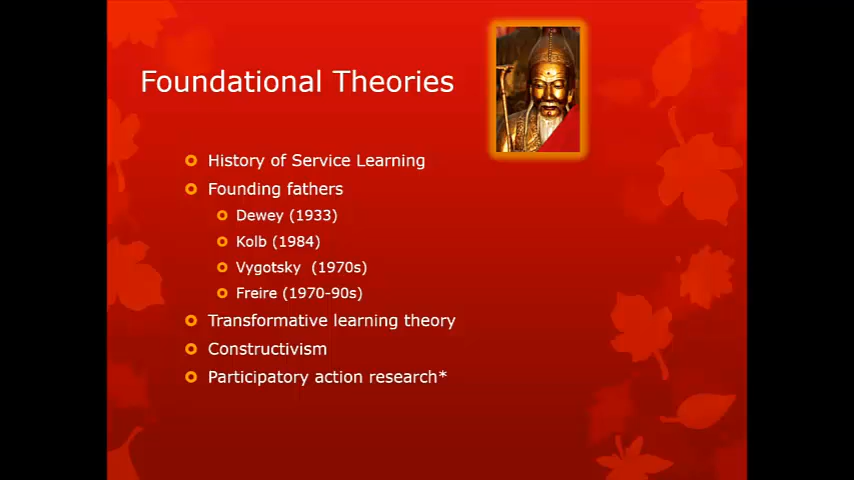 Foundational Theories
History of Service Learning
Founding fathers
Dewey (1933)
Kolb (1984)
Vygotsky (1970s)
Freire (1970-90s)
Transformative learning theory
Constructivism
Participatory action research*